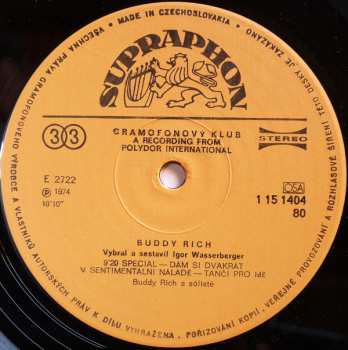 • MADE IN CZECHOSLOVAKIA •
VŠECHNA PRÁVA GRAMOFONOVÉHO VÝROBCE A VLASTNÍKŮ AUTORSKÝCH PRÁV K DÍLU VYHRAZENA. POŘIZOVÁNÍ KOPIÍ, VEŘEJNÉ PROVOZOVÁNÍ A ROZHLASOVÉ ŠÍŘENÍ TÉTO DESKY JE ZAKÁZÁNO
SUPRAPHON
33
GRAMOFONOVÝ KLUB
A RECORDING FROM
POLYDOR INTERNATIONAL
STEREO
E 2722
Ⓟ 1974
OSA
1 15 1404
80
BUDDY RICH
Vybral a sestavil Igor Wasserberger
9'20 SPECIAL — DÁM SI DVAKRÁT
V SENTIMENTÁLNÍ NÁLADĚ — TANČÍ PRO MĚ
Buddy Rich a sólisté